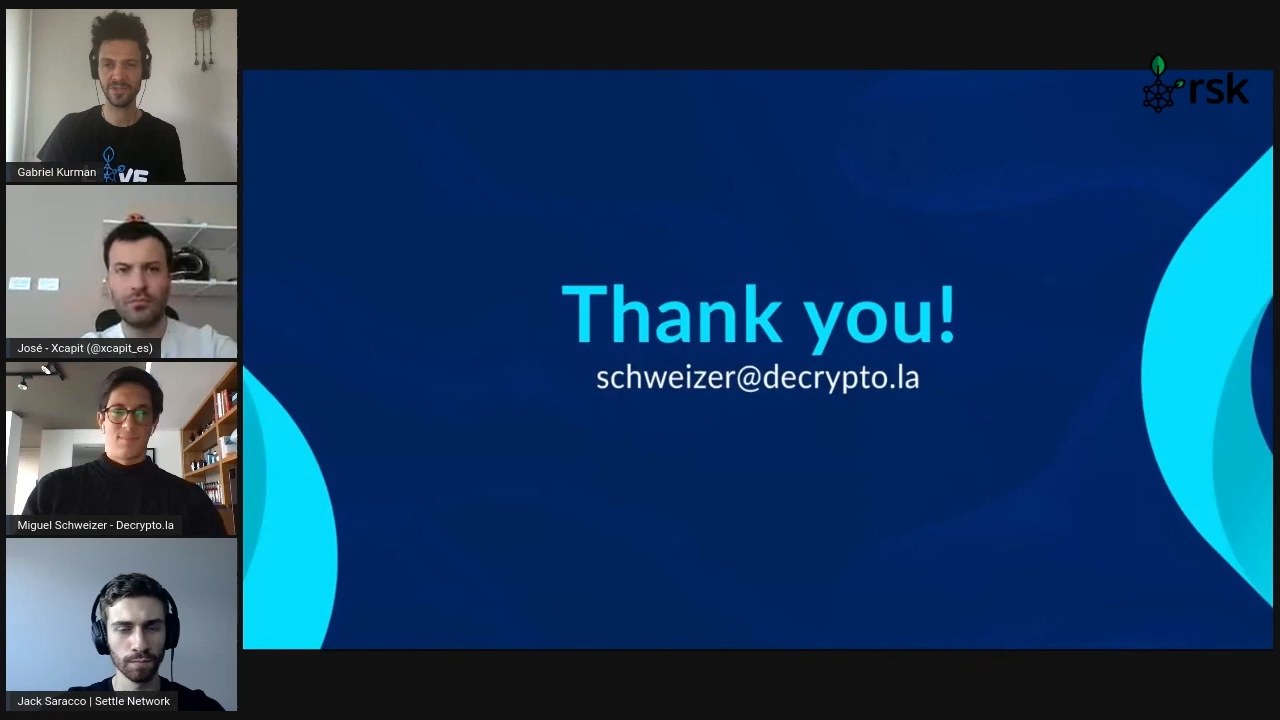 Gabriel Kurman
José - Xcapit (@xcapit_es)
Miguel Schweizer - Decrypto.la
Jack Saracco | Settle Network
rsk
Thank you!
schweizer@decrypto.la